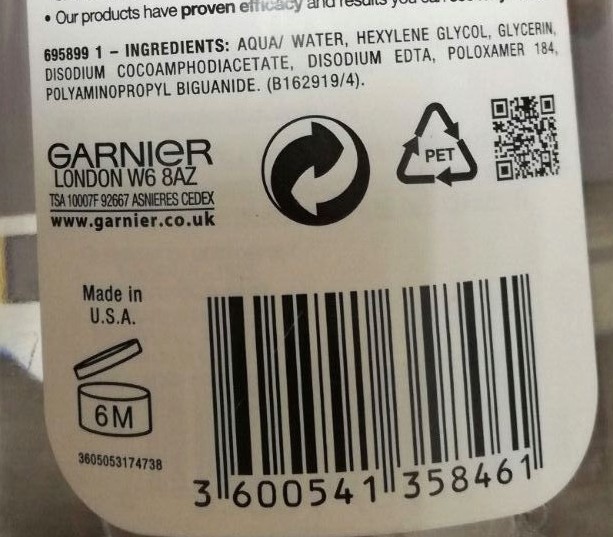 • Our products have proven efficacy and results you
695899 1 – INGREDIENTS: AQUA/ WATER, HEXYLENE GLYCOL, GLYCERIN,
DISODIUM COCOAMPHODIACETATE, DISODIUM EDTA, POLOXAMER 184,
POLYAMINOPROPYL BIGUANIDE. (B162919/4).
GARNIER
LONDON W6 8AZ
TSA 10007F 92667 ASNIERES CEDEX
www.garnier.co.uk
PET
Made in
U.S.A.
6M
3605053174738
3 600541 358461